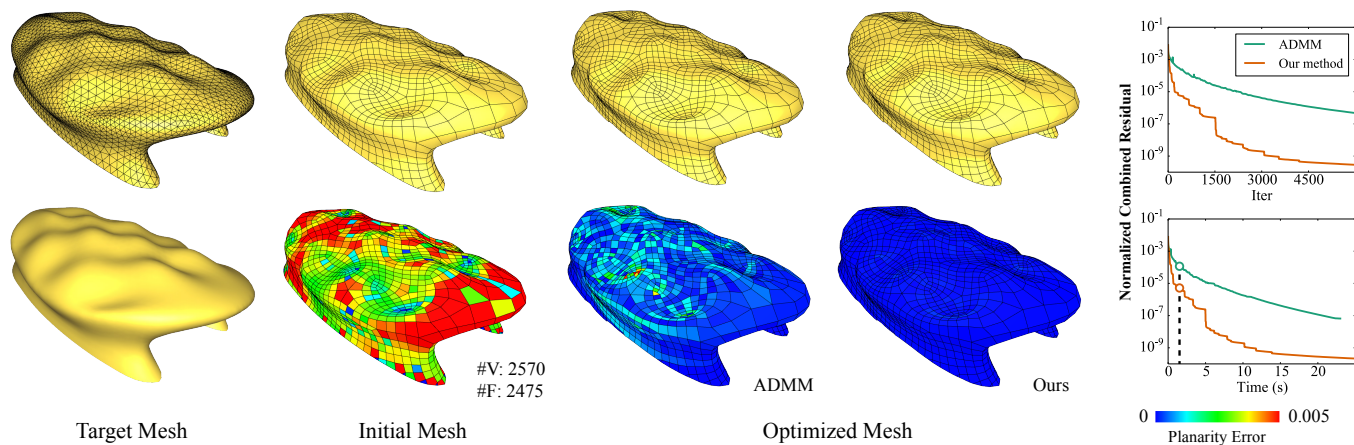 #V: 2570
#F: 2475
ADMM
Ours
Target Mesh
Initial Mesh
Optimized Mesh
Normalized Combined Residual
10^-1
10^-3
10^-5
10^-7
10^-9
ADMM
Our method
0 1500 3000 4500
Iter
10^-1
10^-3
10^-5
10^-7
10^-9
0 5 10 15 20
Time (s)
0 0.005
Planarity Error